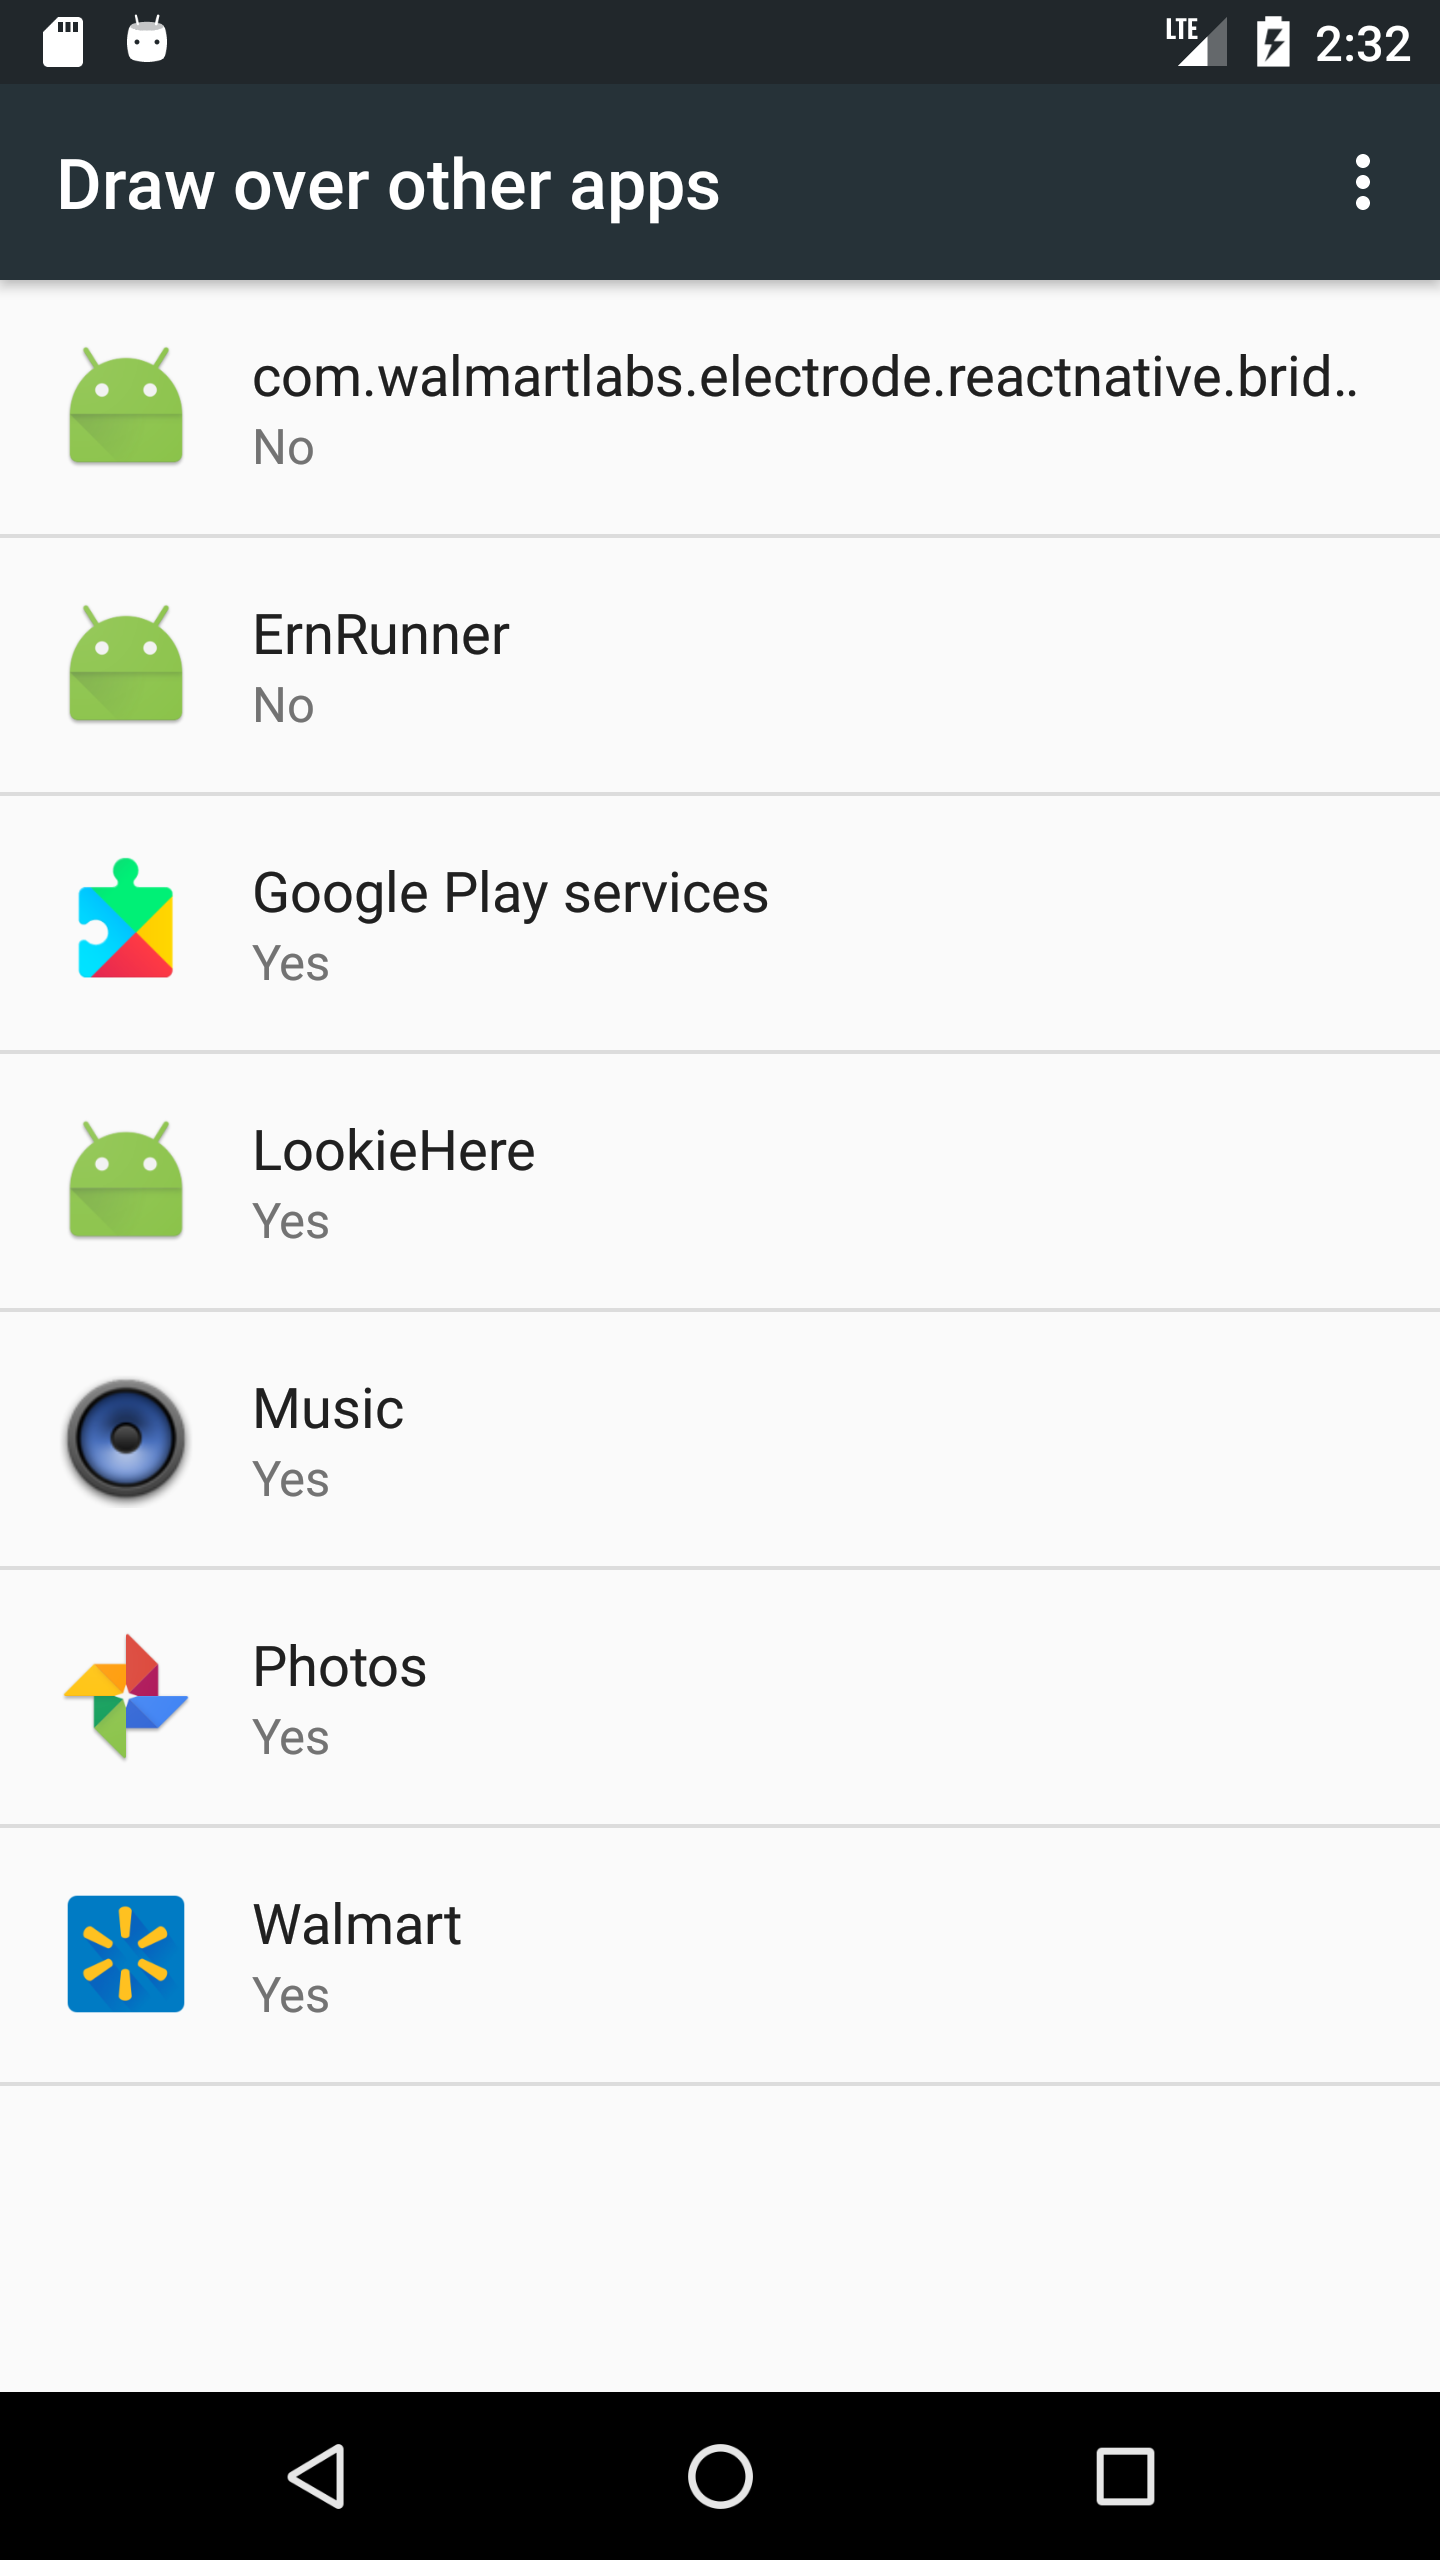 LTE 2:32
Draw over other apps
com.walmartlabs.electrode.reactnative.brid..
No
ErnRunner
No
Google Play services
Yes
LookieHere
Yes
Music
Yes
Photos
Yes
Walmart
Yes